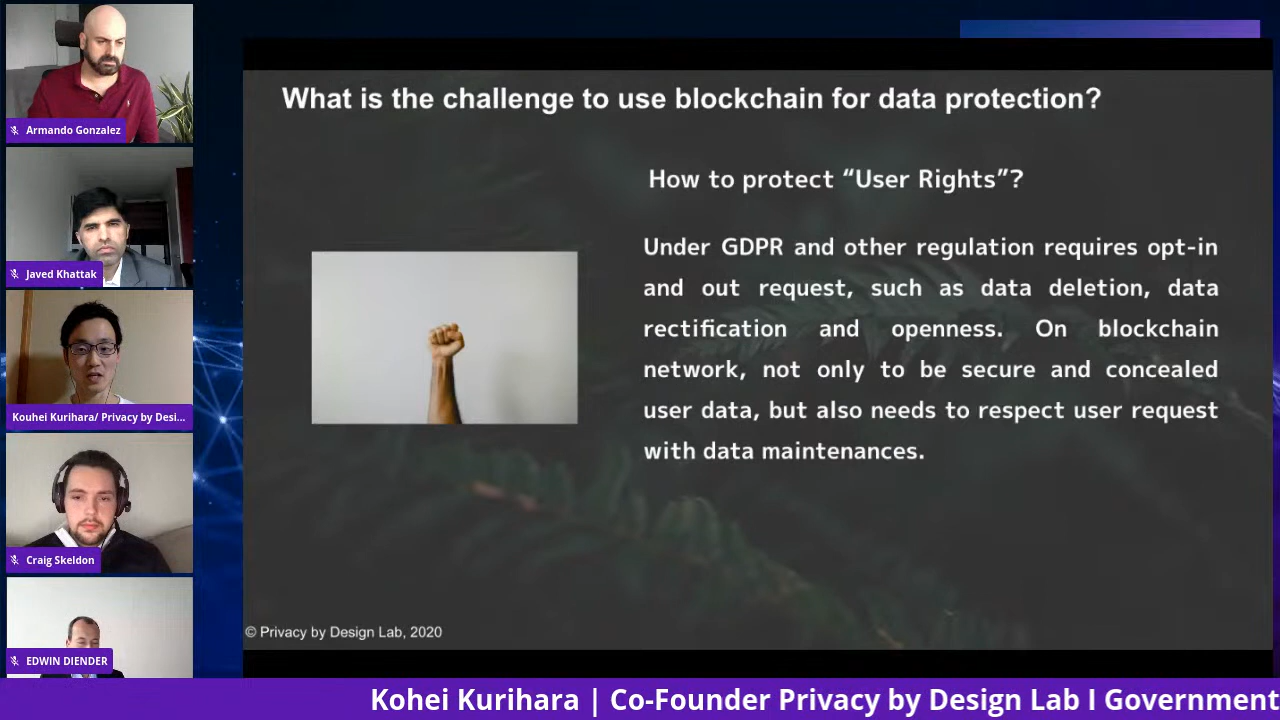 Armando Gonzalez
Javed Khattak
Kouhei Kurihara/ Privacy by Desi...
Craig Skeldon
EDWIN DIENDER
What is the challenge to use blockchain for data protection?
How to protect “User Rights”?
Under GDPR and other regulation requires opt-in
and out request, such as data deletion, data
rectification and openness. On blockchain
network, not only to be secure and concealed
user data, but also needs to respect user request
with data maintenances.
© Privacy by Design Lab, 2020
Kohei Kurihara | Co-Founder Privacy by Design Lab I Government